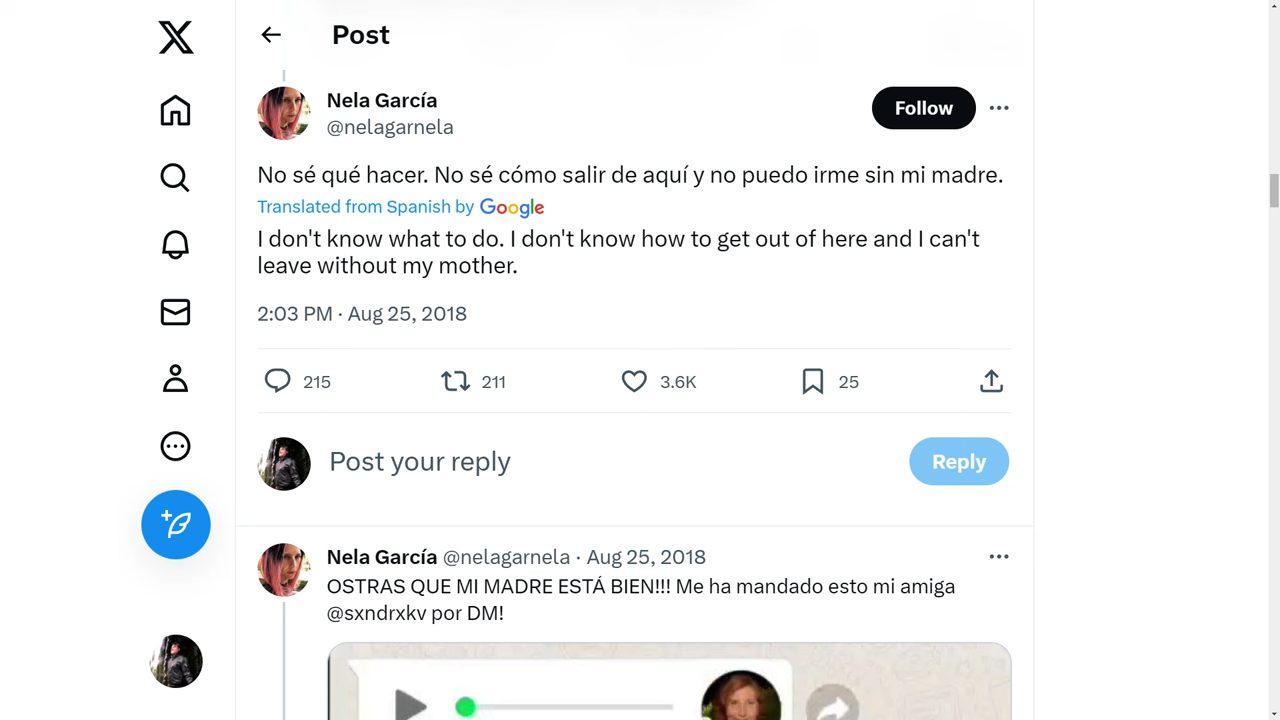 Post
Nela García
@nelagarnela
Follow
No sé qué hacer. No sé cómo salir de aquí y no puedo irme sin mi madre.
Translated from Spanish by Google
I don't know what to do. I don't know how to get out of here and I can't
leave without my mother.
2:03 PM · Aug 25, 2018
215 211 3.6K 25
Post your reply
Reply
Nela García @nelagarnela · Aug 25, 2018
OSTRAS QUE MI MADRE ESTÁ BIEN!!! Me ha mandado esto mi amiga
@sxndrxkv por DM!